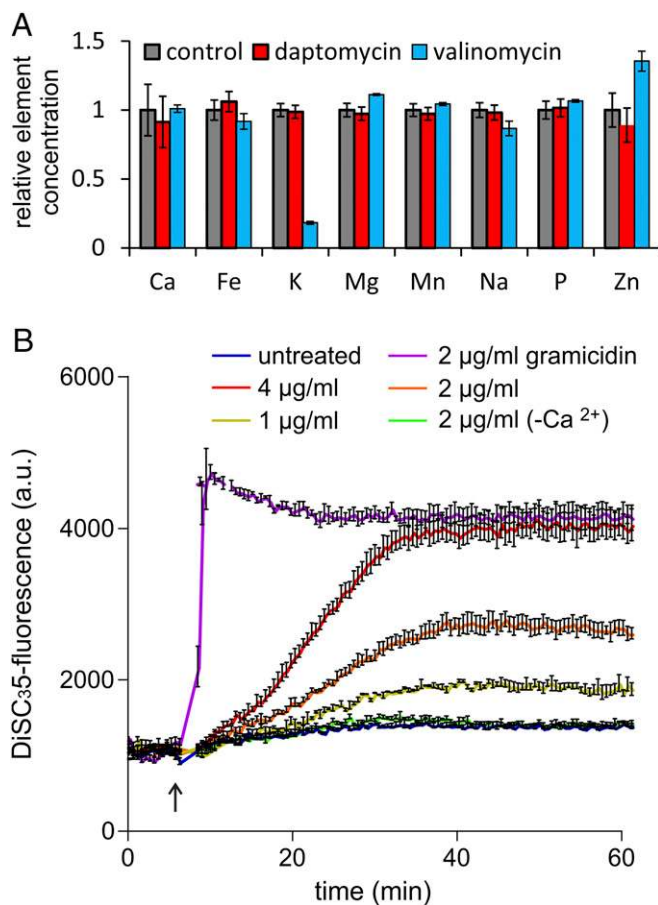 A
1.5
control daptomycin valinomycin
relative element
concentration
1
0.5
0
Ca Fe K Mg Mn Na P Zn
B
untreated 2 µg/ml gramicidin
4 µg/ml 2 µg/ml
1 µg/ml 2 µg/ml (-Ca ²⁺)
6000
DiSC₃5-fluorescence (a.u.)
4000
2000
0
0 20 40 60
time (min)